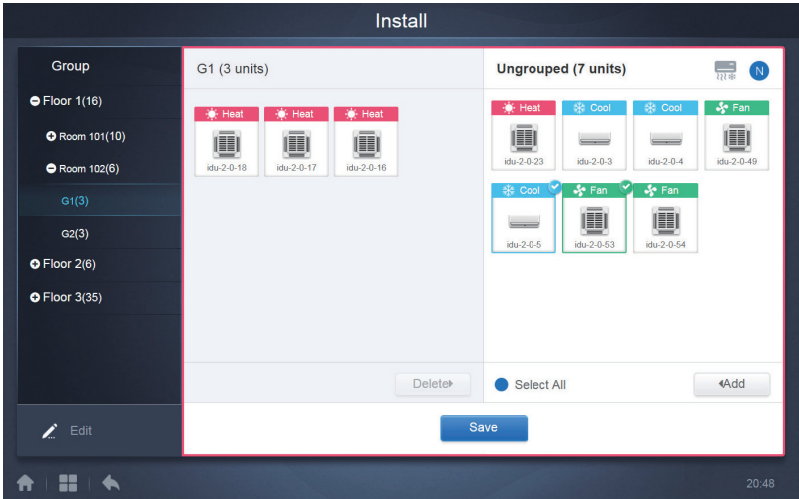 Install
Group
Floor 1(16)
Room 101(10)
Room 102(6)
G1(3)
G2(3)
Floor 2(6)
Floor 3(35)
Edit
G1 (3 units)
Heat Heat Heat
idu-2-0-18 idu-2-0-17 idu-2-0-16
Delete
Ungrouped (7 units) N
Heat Cool Cool Fan
idu-2-0-23 idu-2-0-3 idu-2-0-4 idu-2-0-49
Cool Fan Fan
idu-2-0-5 idu-2-0-53 idu-2-0-54
Select All Add
Save
20:48